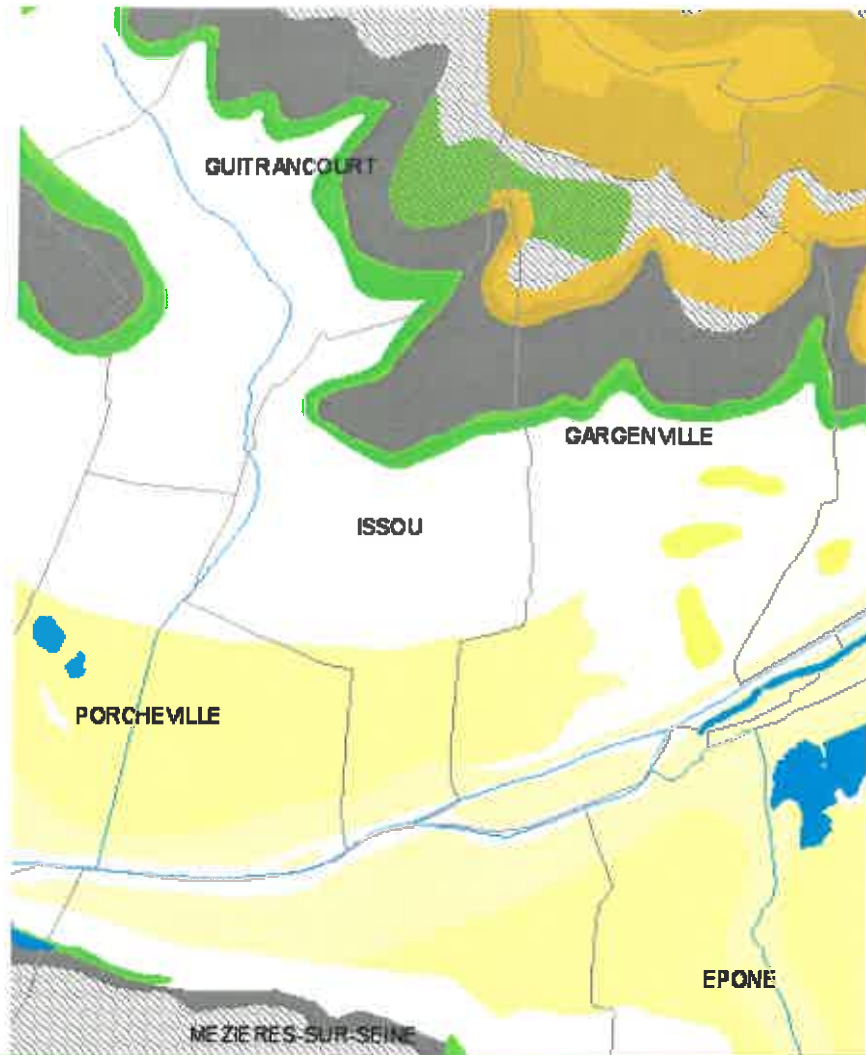 GUITRANCOURT
GARGENVILLE
ISSOU
PORCHEVILLE
EPONE
MEZIERES-SUR-SEINE